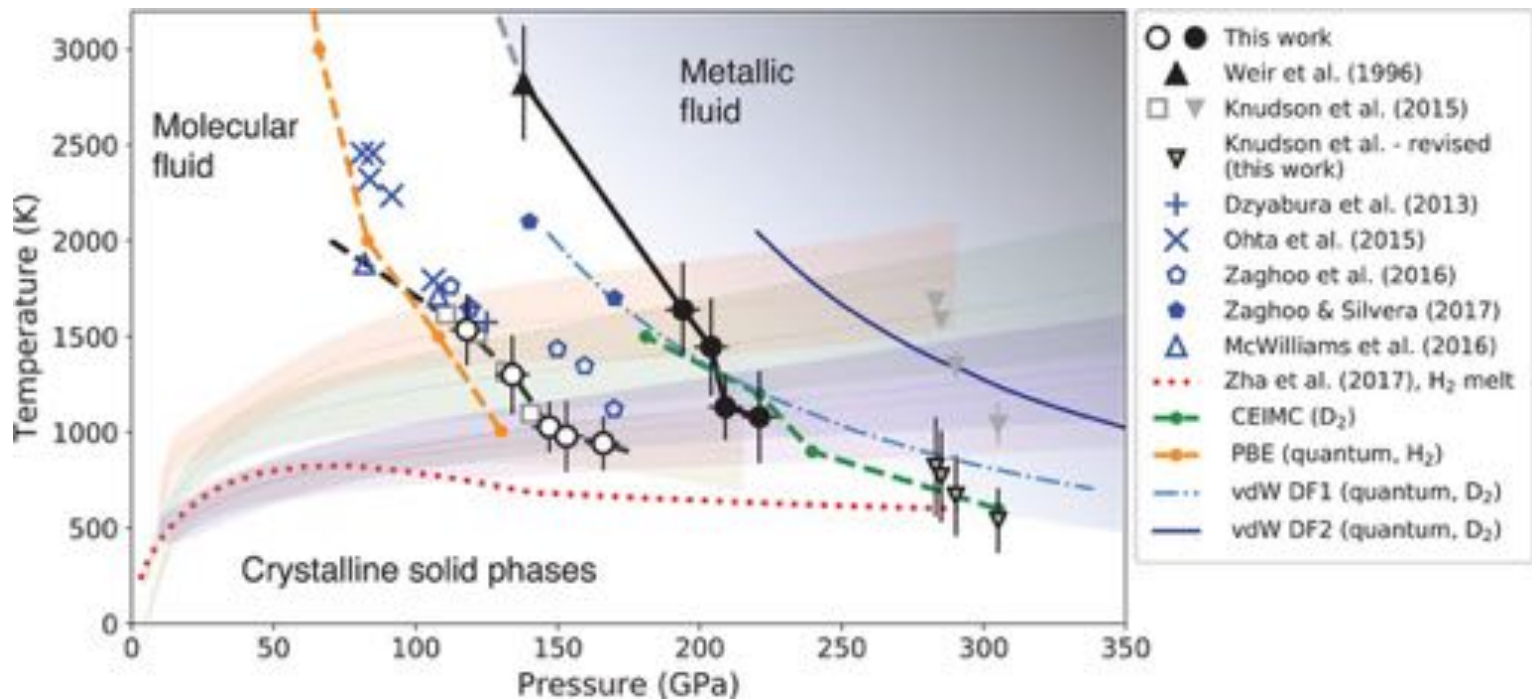 3000
2500
2000
1500
1000
500
0
Temperature (K)
Molecular
fluid
Metallic
fluid
Crystalline solid phases
0 50 100 150 200 250 300 350
Pressure (GPa)
This work
Weir et al. (1996)
Knudson et al. (2015)
Knudson et al. - revised
(this work)
Dzyabura et al. (2013)
Ohta et al. (2015)
Zaghoo et al. (2016)
Zaghoo & Silvera (2017)
McWilliams et al. (2016)
Zha et al. (2017), H₂ melt
CEIMC (D₂)
PBE (quantum, H₂)
vdW DF1 (quantum, D₂)
vdW DF2 (quantum, D₂)